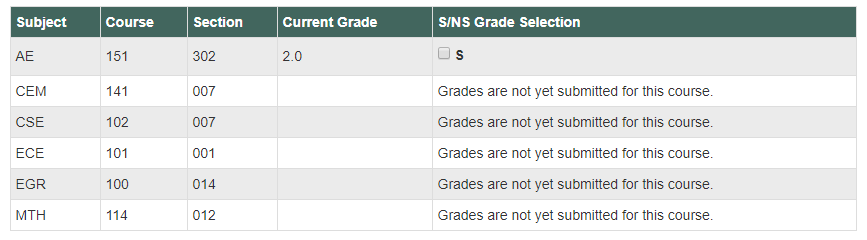 Subject Course Section Current Grade S/NS Grade Selection
AE 151 302 2.0 S
CEM 141 007 Grades are not yet submitted for this course.
CSE 102 007 Grades are not yet submitted for this course.
ECE 101 001 Grades are not yet submitted for this course.
EGR 100 014 Grades are not yet submitted for this course.
MTH 114 012 Grades are not yet submitted for this course.